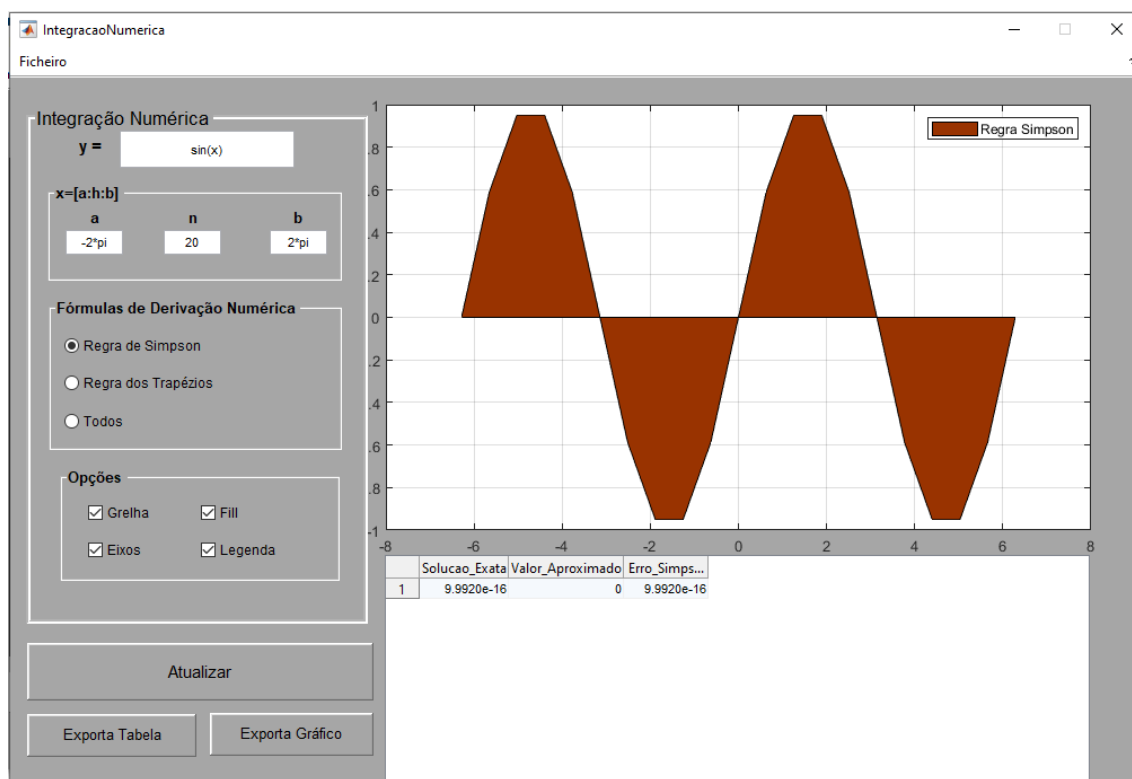 IntegracaoNumerica
Ficheiro
Integração Numérica
y = sin(x)
x=[a:h:b]
a n b
-2*pi 20 2*pi
Fórmulas de Derivação Numérica
Regra de Simpson
Regra dos Trapézios
Todos
Opções
Grelha Fill
Eixos Legenda
Atualizar
Exporta Tabela Exporta Gráfico
Regra Simpson
1
.8
.6
.4
.2
0
.2
.4
.6
.8
-1
-8 -6 -4 -2 0 2 4 6 8
Solucao_Exata Valor_Aproximado Erro_Simps...
1 9.9920e-16 0 9.9920e-16